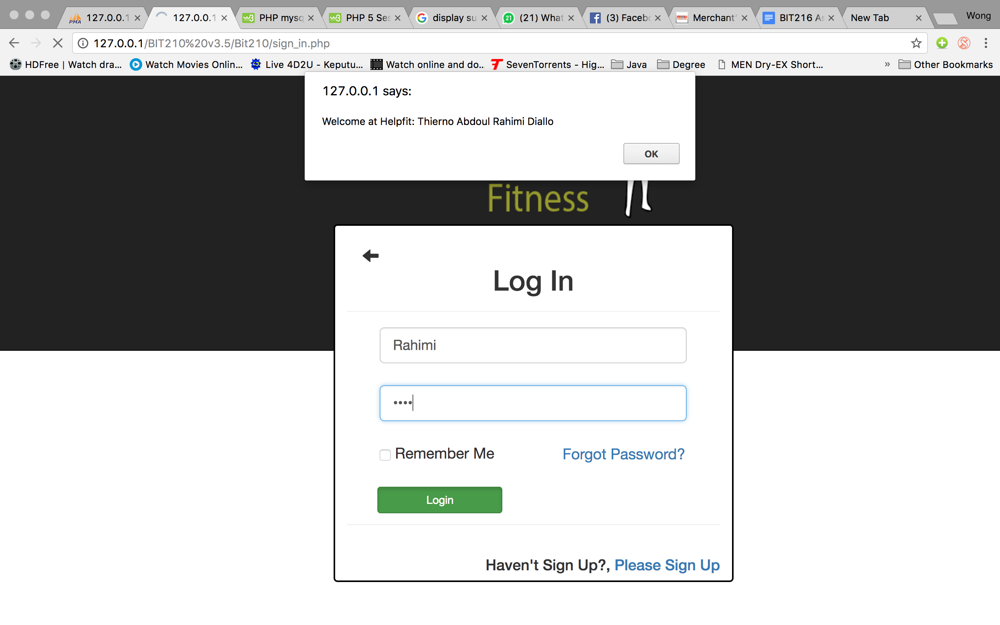 127.0.0.1
127.0.0.1
PHP mysq
PHP 5 Ses
display su
(21) What
(3) Facebo
Merchant'
BIT216 As
New Tab
Wong
127.0.0.1/BIT210%20v3.5/Bit210/sign_in.php
HDFree | Watch dra...
Watch Movies Onlin...
Live 4D2U - Keputu...
Watch online and do...
SevenTorrents - Hig...
Java
Degree
MEN Dry-EX Short...
»
Other Bookmarks
127.0.0.1 says:
Welcome at Helpfit: Thierno Abdoul Rahimi Diallo
OK
Fitness
Log In
Rahimi
••••
Remember Me
Forgot Password?
Login
Haven't Sign Up?, Please Sign Up